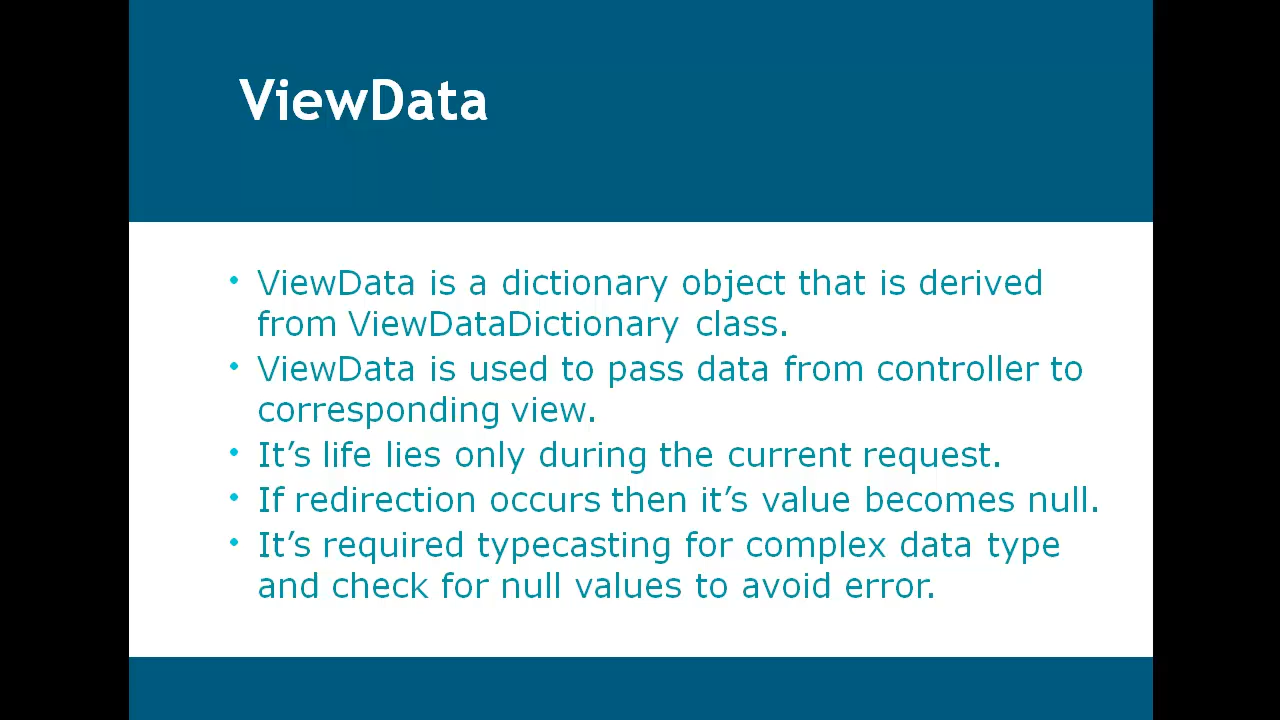 ViewData
• ViewData is a dictionary object that is derived
from ViewDataDictionary class.
• ViewData is used to pass data from controller to
corresponding view.
• It’s life lies only during the current request.
• If redirection occurs then it’s value becomes null.
• It’s required typecasting for complex data type
and check for null values to avoid error.